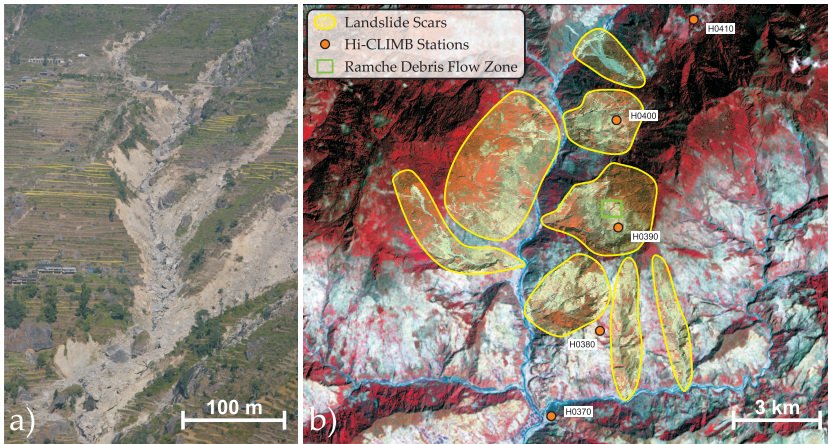 Landslide Scars
Hi-CLIMB Stations
Ramche Debris Flow Zone
H0410
H0400
H0390
H0380
H0370
a)
100 m
b)
3 km